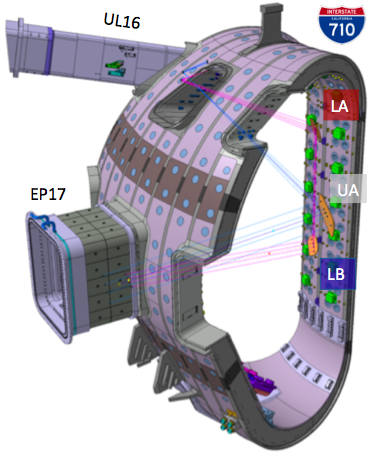 UL16
INTERSTATE
CALIFORNIA
710
LA
UA
EP17
LB